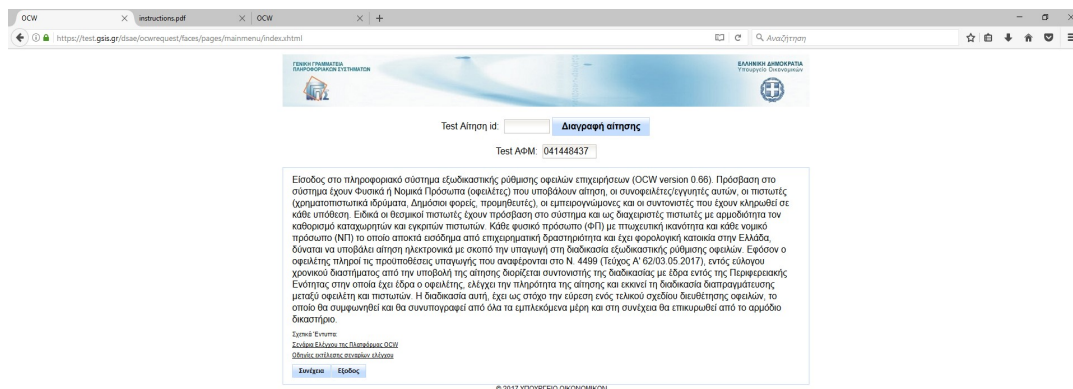 OCW
instructions.pdf
OCW
https://test.gsis.gr/dsae/ocwrequest/faces/pages/mainmenu/index.xhtml
Αναζήτηση
ΓΕΝΙΚΗ ΓΡΑΜΜΑΤΕΙΑ
ΠΛΗΡΟΦΟΡΙΑΚΩΝ ΣΥΣΤΗΜΑΤΩΝ
ΕΛΛΗΝΙΚΗ ΔΗΜΟΚΡΑΤΙΑ
Υπουργείο Οικονομικών
Test Αίτηση id:
Διαγραφή αίτησης
Test ΑΦΜ: 041448437
Είσοδος στο πληροφοριακό σύστημα εξωδικαστικής ρύθμισης οφειλών επιχειρήσεων (OCW version 0.66). Πρόσβαση στο
σύστημα έχουν Φυσικά ή Νομικά Πρόσωπα (οφειλέτες) που υποβάλουν αίτηση, οι συνοφειλέτες/εγγυητές αυτών, οι πιστωτές
(χρηματοπιστωτικά ιδρύματα, Δημόσιοι φορείς, προμηθευτές), οι εμπειρογνώμονες και οι συντονιστές που έχουν κληρωθεί σε
κάθε υπόθεση. Ειδικά οι θεσμικοί πιστωτές έχουν πρόσβαση στο σύστημα και ως διαχειριστές πιστωτές με αρμοδιότητα τον
καθορισμό καταχωρητών και εγκριτών πιστωτών. Κάθε φυσικό πρόσωπο (ΦΠ) με πτωχευτική ικανότητα και κάθε νομικό
πρόσωπο (ΝΠ) το οποίο αποκτά εισόδημα από επιχειρηματική δραστηριότητα και έχει φορολογική κατοικία στην Ελλάδα,
δύναται να υποβάλει αίτηση ηλεκτρονικά με σκοπό την υπαγωγή στη διαδικασία εξωδικαστικής ρύθμισης οφειλών. Εφόσον ο
οφειλέτης πληροί τις προϋποθέσεις υπαγωγής που αναφέρονται στο Ν. 4499 (Τεύχος Α' 62/03.05.2017), εντός εύλογου
χρονικού διαστήματος από την υποβολή της αίτησης διορίζεται συντονιστής της διαδικασίας με έδρα εντός της Περιφερειακής
Ενότητας στην οποία έχει έδρα ο οφειλέτης, ελέγχει την πληρότητα της αίτησης και εκκινεί τη διαδικασία διαπραγμάτευσης
μεταξύ οφειλέτη και πιστωτών. Η διαδικασία αυτή, έχει ως στόχο την εύρεση ενός τελικού σχεδίου διευθέτησης οφειλών, το
οποίο θα συμφωνηθεί και θα συνυπογραφεί από όλα τα εμπλεκόμενα μέρη και στη συνέχεια θα επικυρωθεί από το αρμόδιο
δικαστήριο.
Σχετικά Έντυπα:
Σενάρια Ελέγχου της Πλατφόρμας OCW
Οδηγίες εκτέλεσης σεναρίων ελέγχου
Συνέχεια Εξοδος
© 2017 ΥΠΟΥΡΓΕΙΟ ΟΙΚΟΝΟΜΙΚΩΝ